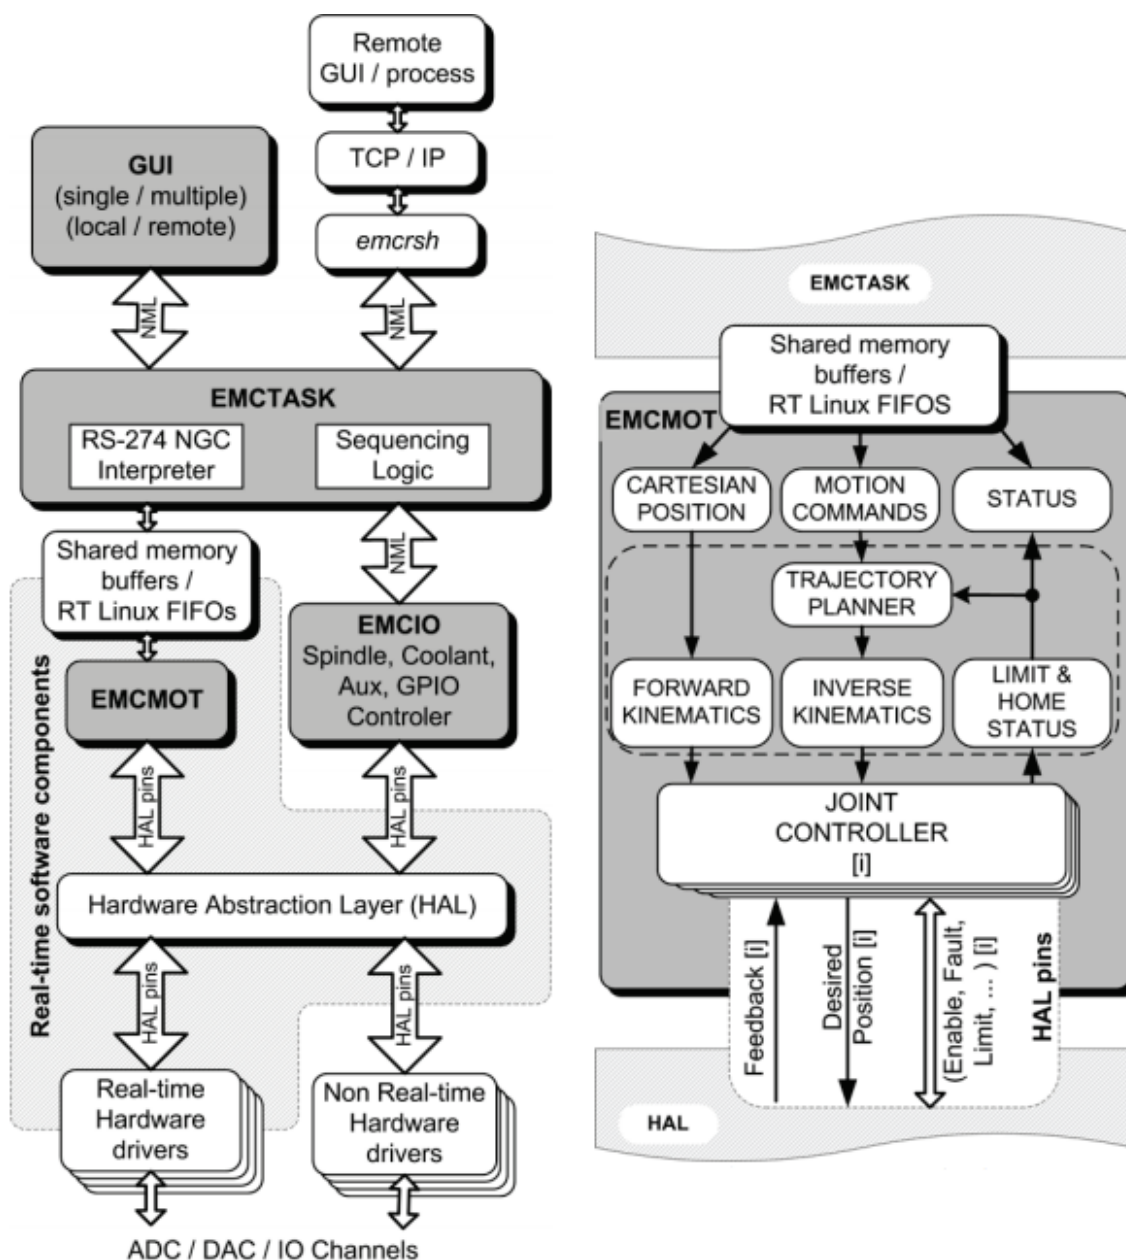 Remote
GUI / process
TCP / IP
emcrsh
GUI
(single / multiple)
(local / remote)
NML
NML
EMCTASK
RS-274 NGC
Interpreter
Sequencing
Logic
Shared memory
buffers /
RT Linux FIFOs
NML
EMCIO
Spindle, Coolant,
Aux, GPIO
Controler
EMCMOT
Real-time software components
HAL pins
HAL pins
Hardware Abstraction Layer (HAL)
HAL pins
HAL pins
Real-time
Hardware
drivers
Non Real-time
Hardware
drivers
ADC / DAC / IO Channels
EMCTASK
Shared memory
buffers /
RT Linux FIFOS
EMCMOT
CARTESIAN
POSITION
MOTION
COMMANDS
STATUS
TRAJECTORY
PLANNER
FORWARD
KINEMATICS
INVERSE
KINEMATICS
LIMIT &
HOME
STATUS
JOINT
CONTROLLER
[i]
Feedback [i]
Desired
Position [i]
(Enable, Fault,
Limit, ... ) [i]
HAL pins
HAL